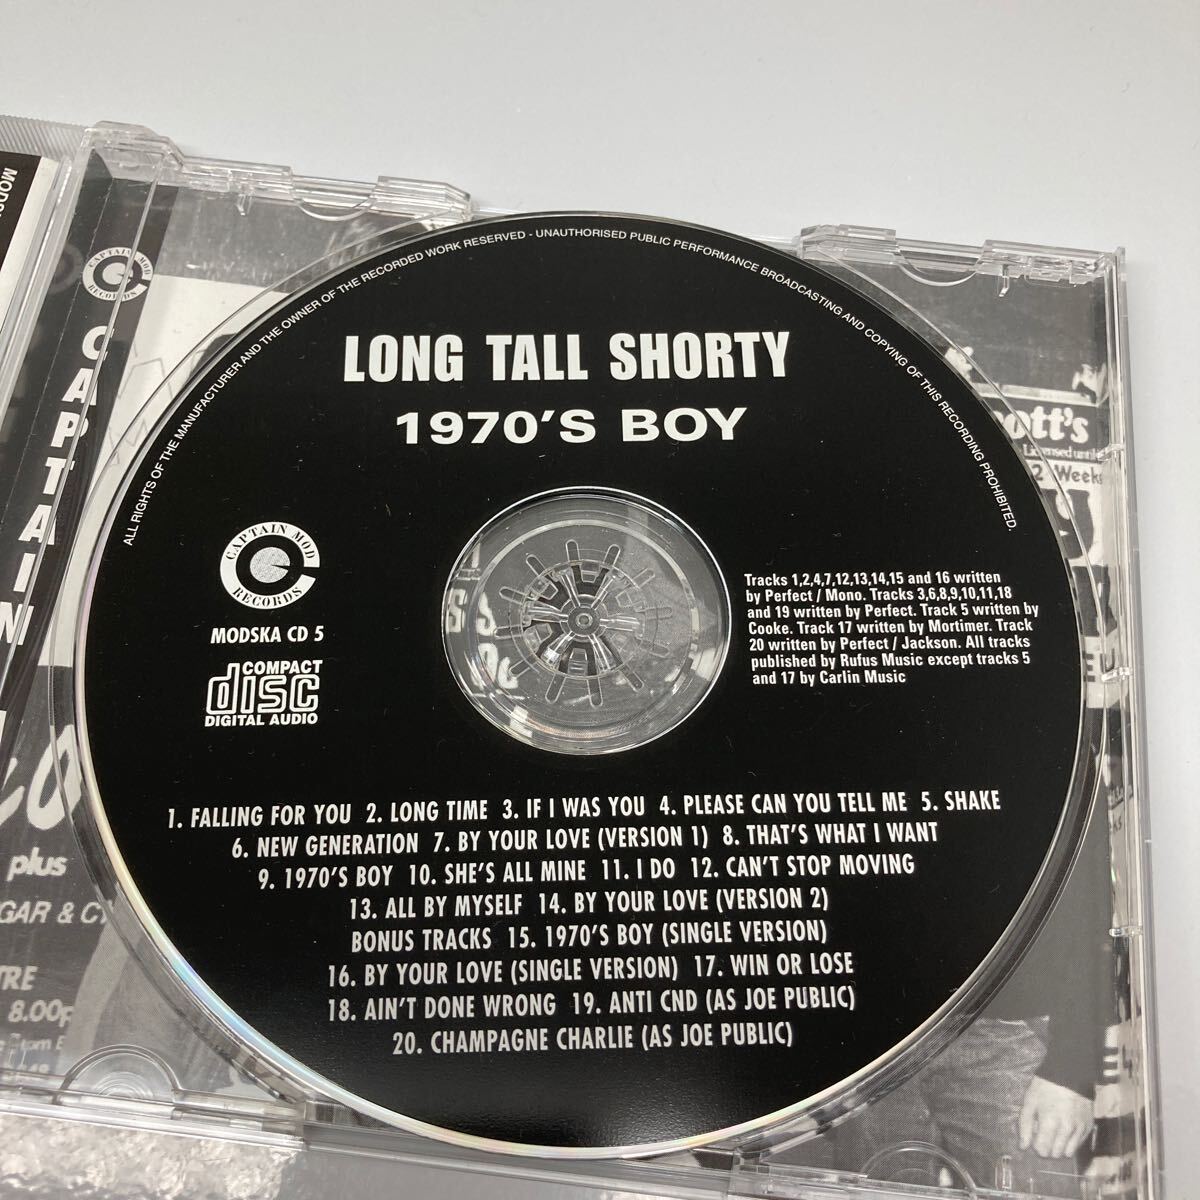 ALL RIGHTS OF THE MANUFACTURER AND THE OWNER OF THE RECORDED WORK RESERVED - UNAUTHORISED PUBLIC PERFORMANCE BROADCASTING AND COPYING OF THIS RECORDING PROHIBITED.
LONG TALL SHORTY
1970'S BOY
CAPTAIN MOD
RECORDS
MODSKA CD 5
COMPACT
disc
DIGITAL AUDIO
Tracks 1,2,4,7,12,13,14,15 and 16 written
by Perfect / Mono. Tracks 3,6,8,9,10,11,18
and 19 written by Perfect. Track 5 written by
Cooke. Track 17 written by Mortimer. Track
20 written by Perfect / Jackson. All tracks
published by Rufus Music except tracks 5
and 17 by Carlin Music
1. FALLING FOR YOU 2. LONG TIME 3. IF I WAS YOU 4. PLEASE CAN YOU TELL ME 5. SHAKE
6. NEW GENERATION 7. BY YOUR LOVE (VERSION 1) 8. THAT'S WHAT I WANT
9. 1970'S BOY 10. SHE'S ALL MINE 11. I DO 12. CAN'T STOP MOVING
13. ALL BY MYSELF 14. BY YOUR LOVE (VERSION 2)
BONUS TRACKS 15. 1970'S BOY (SINGLE VERSION)
16. BY YOUR LOVE (SINGLE VERSION) 17. WIN OR LOSE
18. AIN'T DONE WRONG 19. ANTI CND (AS JOE PUBLIC)
20. CHAMPAGNE CHARLIE (AS JOE PUBLIC)
CAPTAIN MOD
RECORDS
CAPTAIN
plus
8.00p